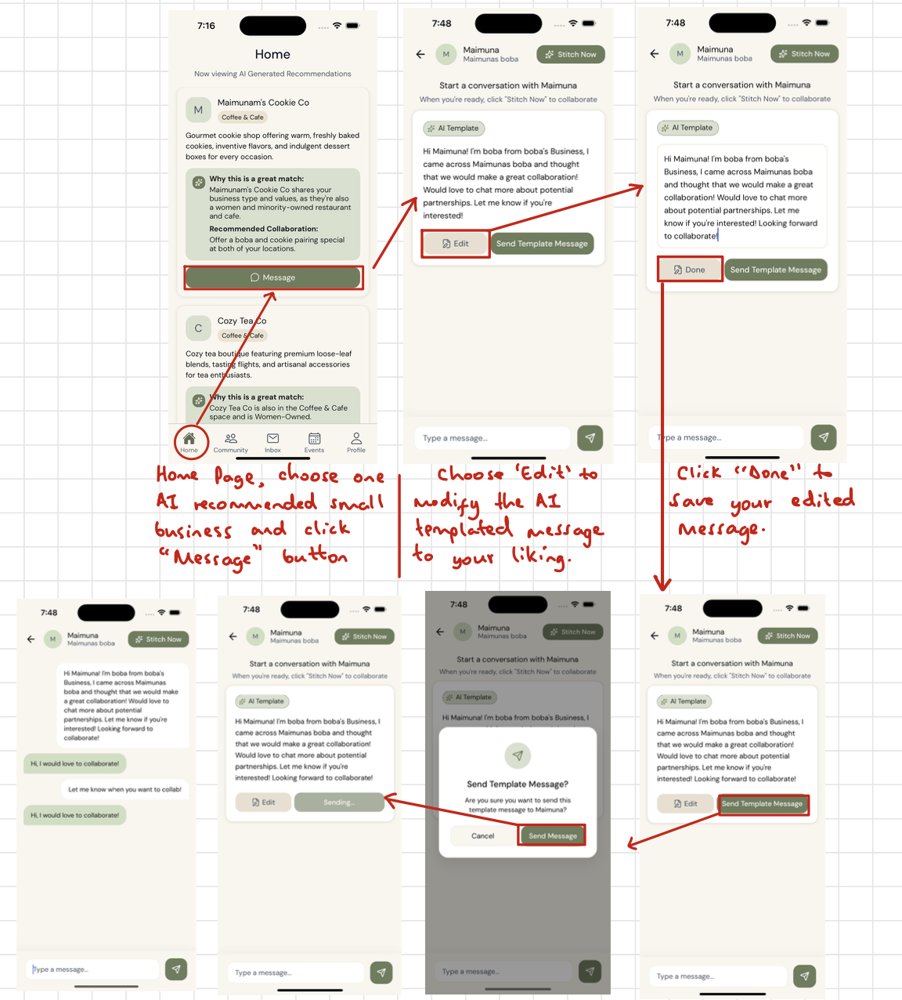 7:16
Home
Now viewing AI Generated Recommendations
M
Maimunam's Cookie Co
Coffee & Cafe
Gourmet cookie shop offering warm, freshly baked
cookies, inventive flavors, and indulgent dessert
boxes for every occasion.
Why this is a great match:
Maimunam's Cookie Co shares your
business type and values, as they're also
a women and minority-owned restaurant
and cafe.
Recommended Collaboration:
Offer a boba and cookie pairing special
at both of your locations.
Message
C
Cozy Tea Co
Coffee & Cafe
Cozy tea boutique featuring premium loose-leaf
blends, tasting flights, and artisanal accessories
for tea enthusiasts.
Why this is a great match:
Cozy Tea Co is also in the Coffee & Cafe
space and is Women-Owned.
Home
Community
Inbox
Events
Profile
7:48
M
Maimuna
Maimunas boba
Stitch Now
Start a conversation with Maimuna
When you're ready, click "Stitch Now" to collaborate
AI Template
Hi Maimuna! I'm boba from boba's Business, I
came across Maimunas boba and thought
that we would make a great collaboration!
Would love to chat more about potential
partnerships. Let me know if you're
interested!
Edit
Send Template Message
Type a message...
7:48
M
Maimuna
Maimunas boba
Stitch Now
Start a conversation with Maimuna
When you're ready, click "Stitch Now" to collaborate
AI Template
Hi Maimuna! I'm boba from boba's
Business, I came across Maimunas boba
and thought that we would make a great
collaboration! Would love to chat more
about potential partnerships. Let me
know if you're interested! Looking forward
to collaborate!
Done
Send Template Message
Type a message...
Home Page, choose one
AI recommended small
business and click
"Message" button
Choose 'Edit' to
modify the AI
templated message
to your liking.
Click "Done" to
save your edited
message.
7:48
M
Maimuna
Maimunas boba
Stitch Now
Hi Maimuna! I'm boba from boba's
Business, I came across Maimunas
boba and thought that we would make
a great collaboration! Would love to
chat more about potential
partnerships. Let me know if you're
interested! Looking forward to
collaborate!
Hi, I would love to collaborate!
Let me know when you want to collab!
Hi, I would love to collaborate!
Type a message...
7:48
M
Maimuna
Maimunas boba
Stitch Now
Start a conversation with Maimuna
When you're ready, click "Stitch Now" to collaborate
AI Template
Hi Maimuna! I'm boba from boba's Business, I
came across Maimunas boba and thought
that we would make a great collaboration!
Would love to chat more about potential
partnerships. Let me know if you're
interested! Looking forward to collaborate!
Edit
Sending...
Type a message...
7:48
M
Maimuna
Maimunas boba
Stitch Now
Start a conversation with Maimuna
When you're ready, click "Stitch Now" to collaborate
AI Template
Hi Maimuna! I'm boba from boba's Business, I
Send Template Message?
Are you sure you want to send this
template message to Maimuna?
Cancel
Send Message
Type a message...
7:48
M
Maimuna
Maimunas boba
Stitch Now
Start a conversation with Maimuna
When you're ready, click "Stitch Now" to collaborate
AI Template
Hi Maimuna! I'm boba from boba's Business, I
came across Maimunas boba and thought
that we would make a great collaboration!
Would love to chat more about potential
partnerships. Let me know if you're
interested! Looking forward to collaborate!
Edit
Send Template Message
Type a message...